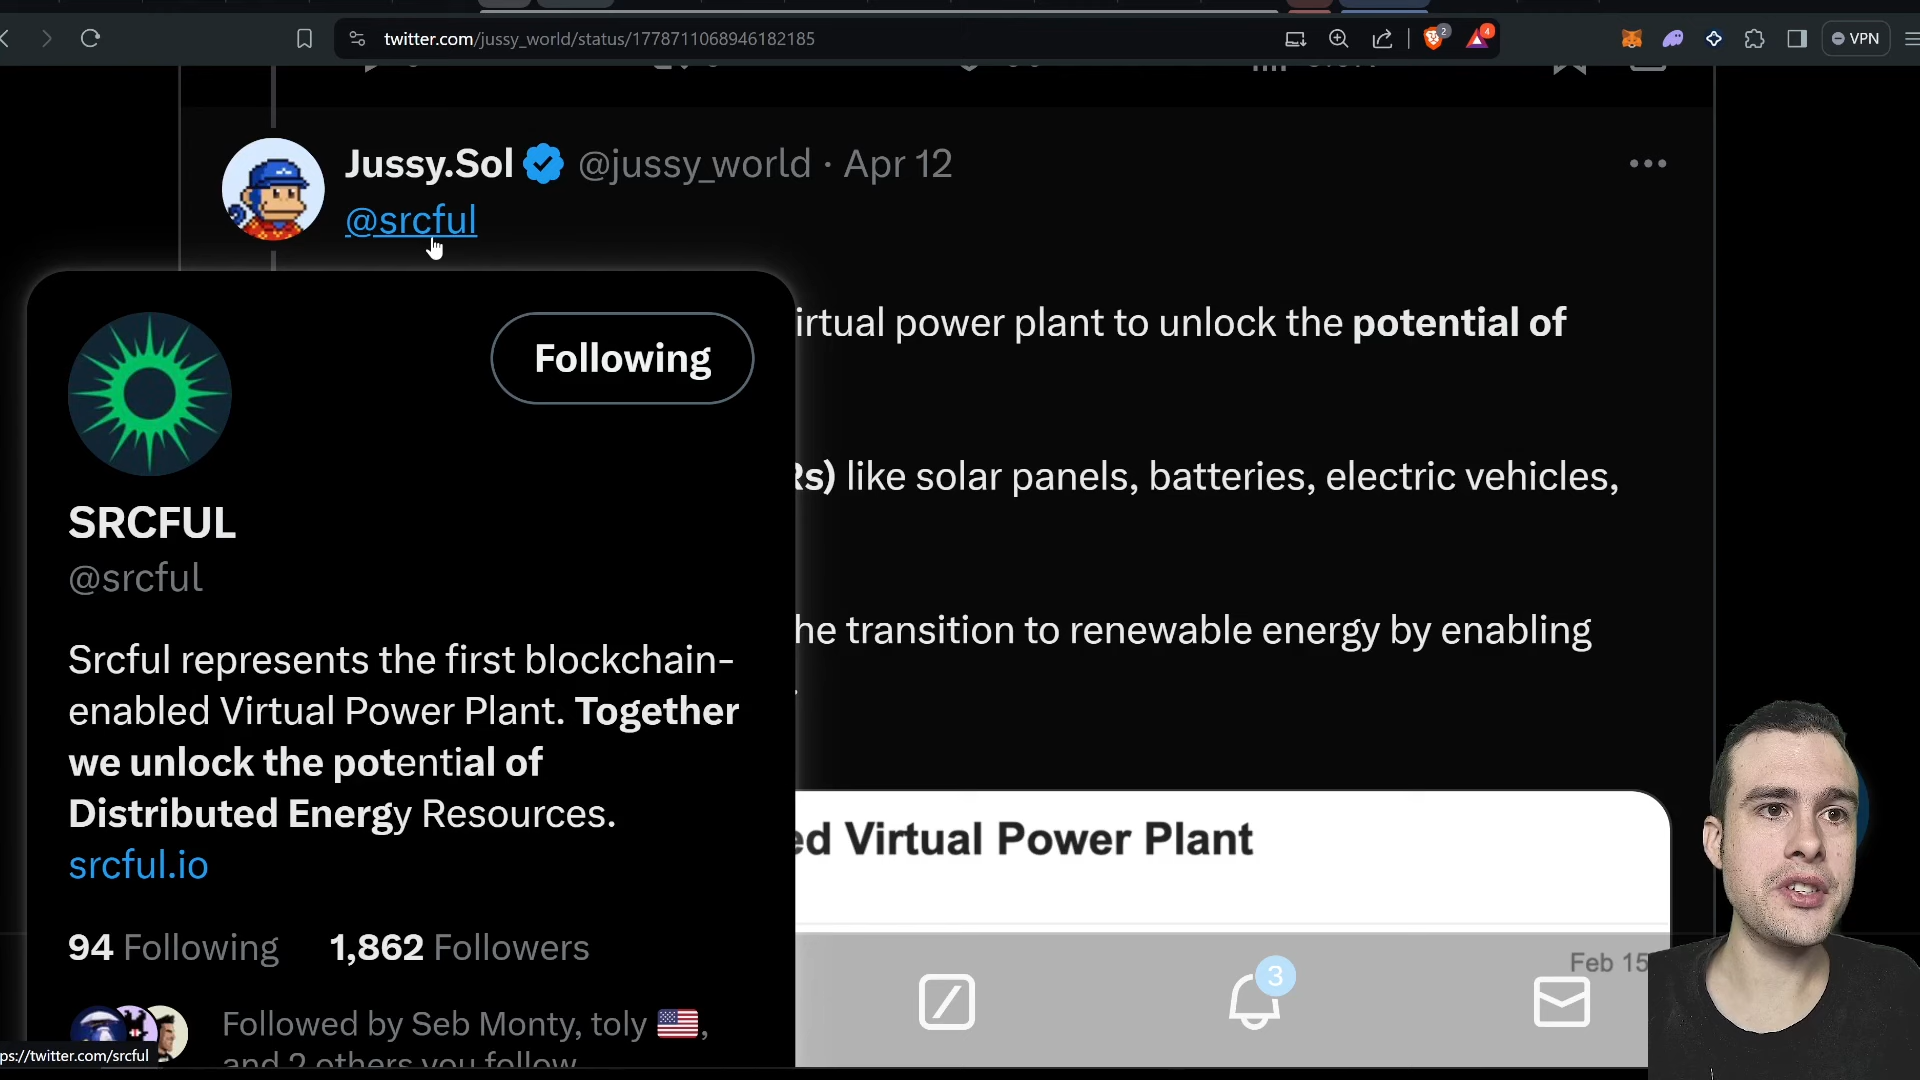 twitter.com/jussy_world/status/1778711068946182185
2
4
VPN
Jussy.Sol @jussy_world · Apr 12
@srcful
irtual power plant to unlock the potential of
Following
Rs) like solar panels, batteries, electric vehicles,
SRCFUL
@srcful
he transition to renewable energy by enabling
Srcful represents the first blockchain-
enabled Virtual Power Plant. Together
we unlock the potential of
Distributed Energy Resources.
srcful.io
ed Virtual Power Plant
94 Following 1,862 Followers
Feb 15
3
Followed by Seb Monty, toly 🇺🇸,
and 2 others you follow
ps://twitter.com/srcful